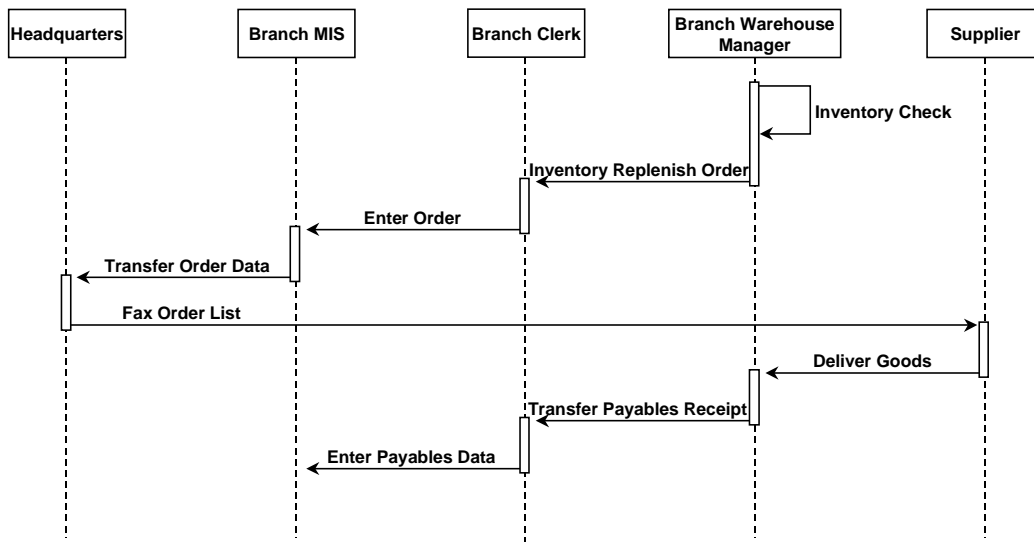 Headquarters
Branch MIS
Branch Clerk
Branch Warehouse
Manager
Supplier
Inventory Check
Inventory Replenish Order
Enter Order
Transfer Order Data
Fax Order List
Deliver Goods
Transfer Payables Receipt
Enter Payables Data